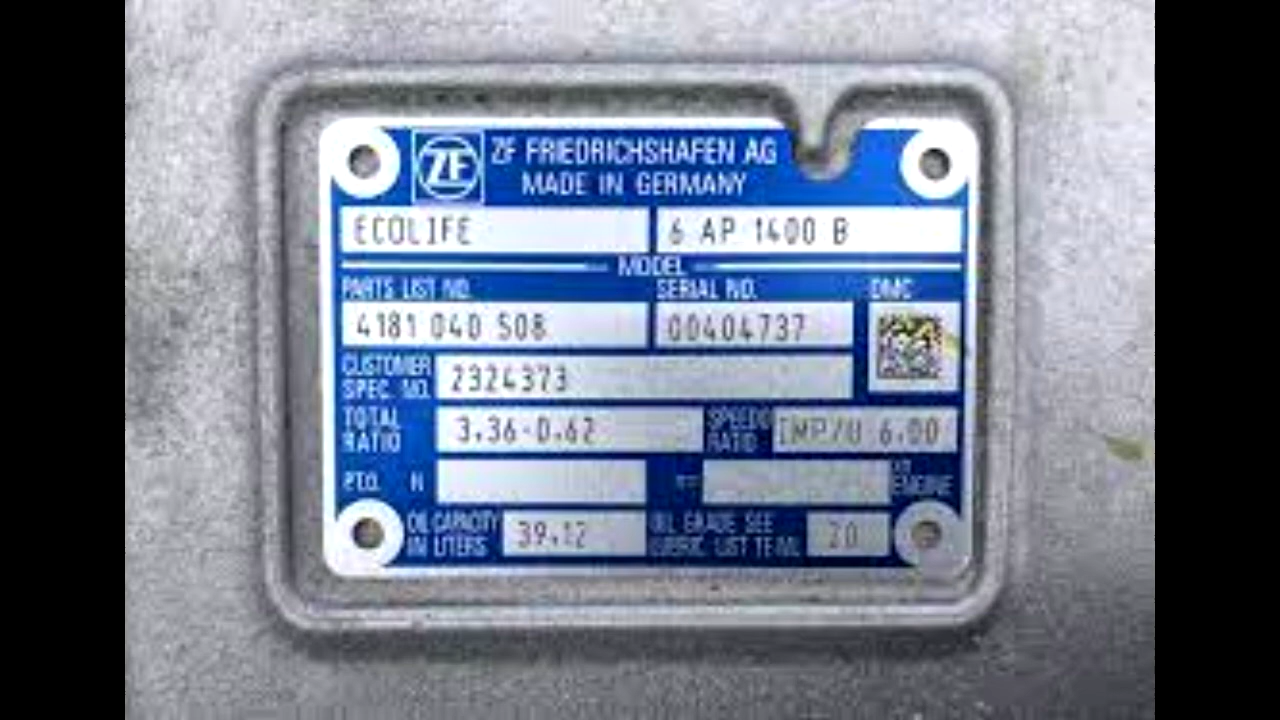 ZF
ZF FRIEDRICHSHAFEN AG
MADE IN GERMANY
ECOLIFE 6 AP 1400 B
MODEL
PARTS LIST NO. SERIAL NO. DMC
4181 040 508 00404737
CUSTOMER SPEC. NO. 2324373
TOTAL RATIO 3.36-0.62 SPEEDO RATIO IMP/U 6.00
P.T.O. N ENGINE
OIL CAPACITY IN LITERS 39.12 OIL GRADE SEE LUBRIC. LIST TE-ML 20